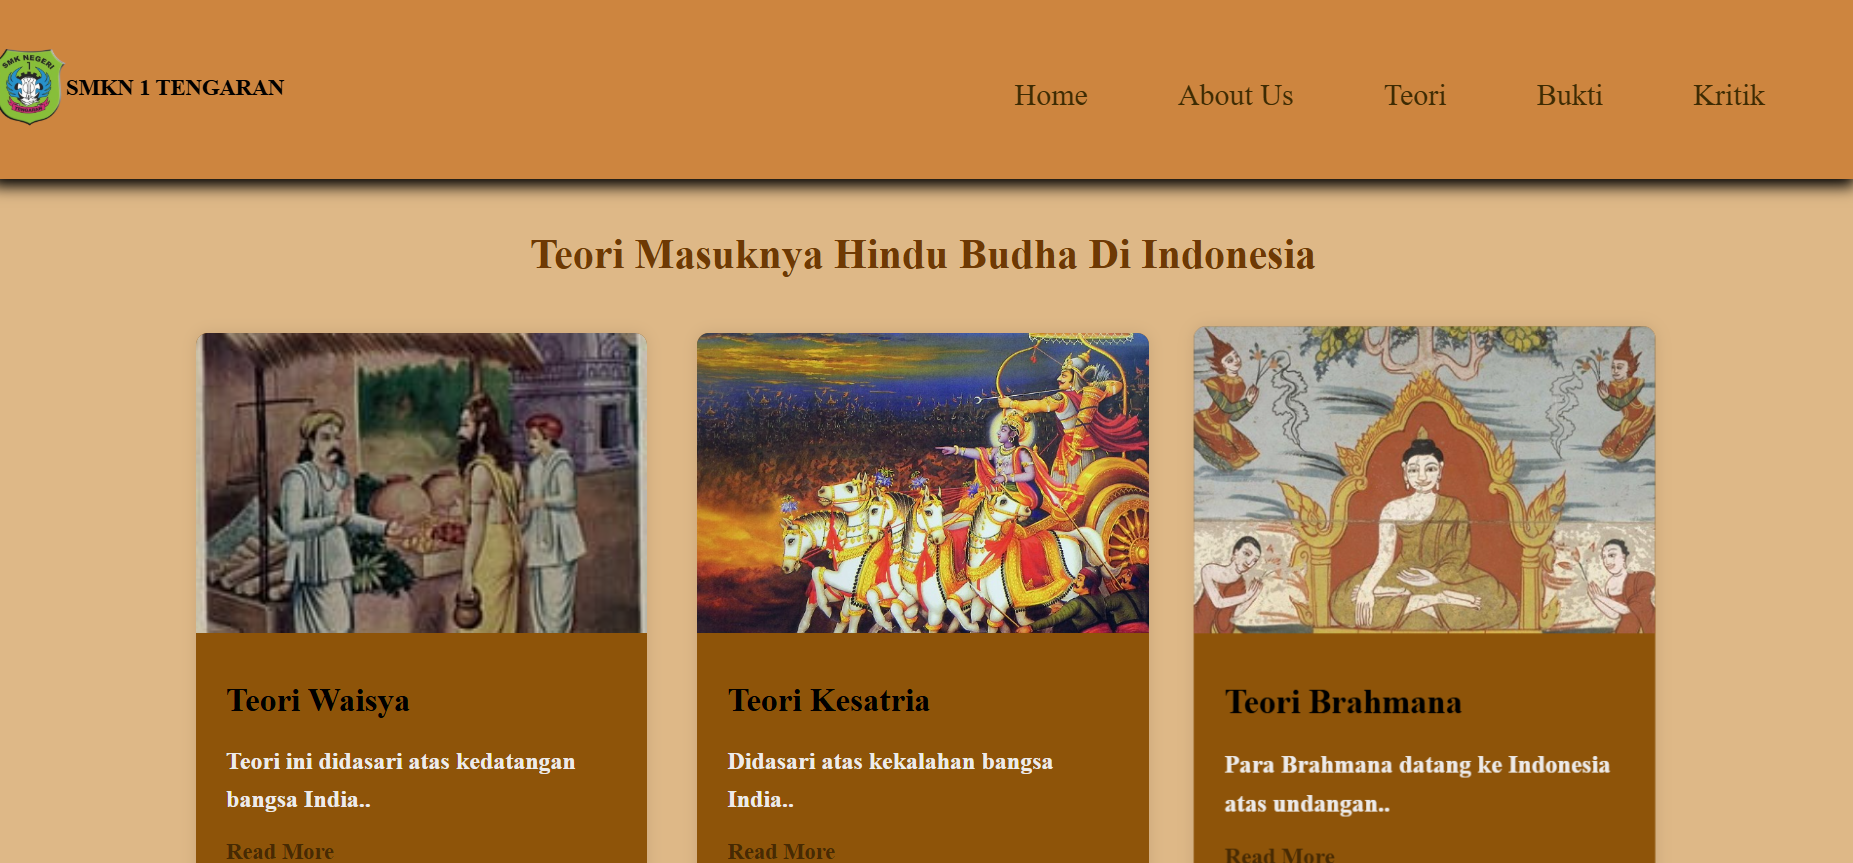 SMK NEGERI
1
TENGARAN
SMKN 1 TENGARAN
Home
About Us
Teori
Bukti
Kritik
Teori Masuknya Hindu Budha Di Indonesia
Teori Waisya
Teori ini didasari atas kedatangan
bangsa India..
Read More
Teori Kesatria
Didasari atas kekalahan bangsa
India..
Read More
Teori Brahmana
Para Brahmana datang ke Indonesia
atas undangan..
Read More